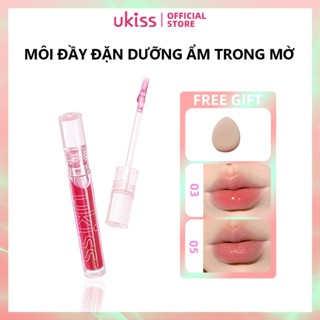 ukiss OFFICIAL STORE
MÔI ĐẦY ĐẶN DƯỠNG ẨM TRONG MỜ
FREE GIFT
03
05
ukiss